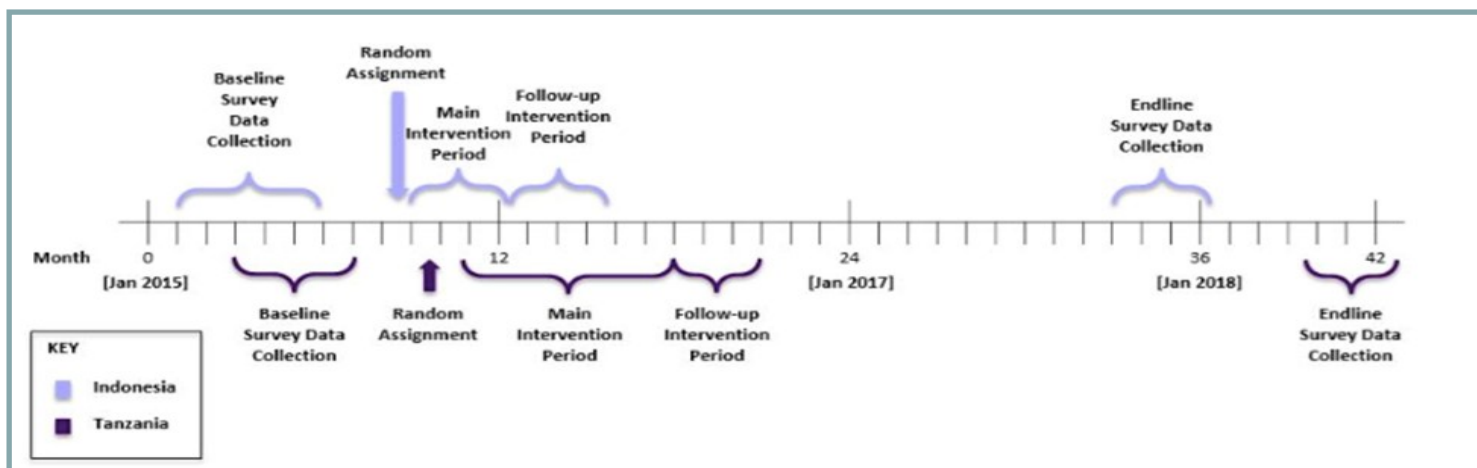 Baseline
Survey
Data
Collection
Random
Assignment
Main
Intervention
Period
Follow-up
Intervention
Period
Endline
Survey Data
Collection
Month
0
12
24
36
42
[Jan 2015]
[Jan 2017]
[Jan 2018]
Baseline
Survey Data
Collection
Random
Assignment
Main
Intervention
Period
Follow-up
Intervention
Period
Endline
Survey Data
Collection
KEY
Indonesia
Tanzania